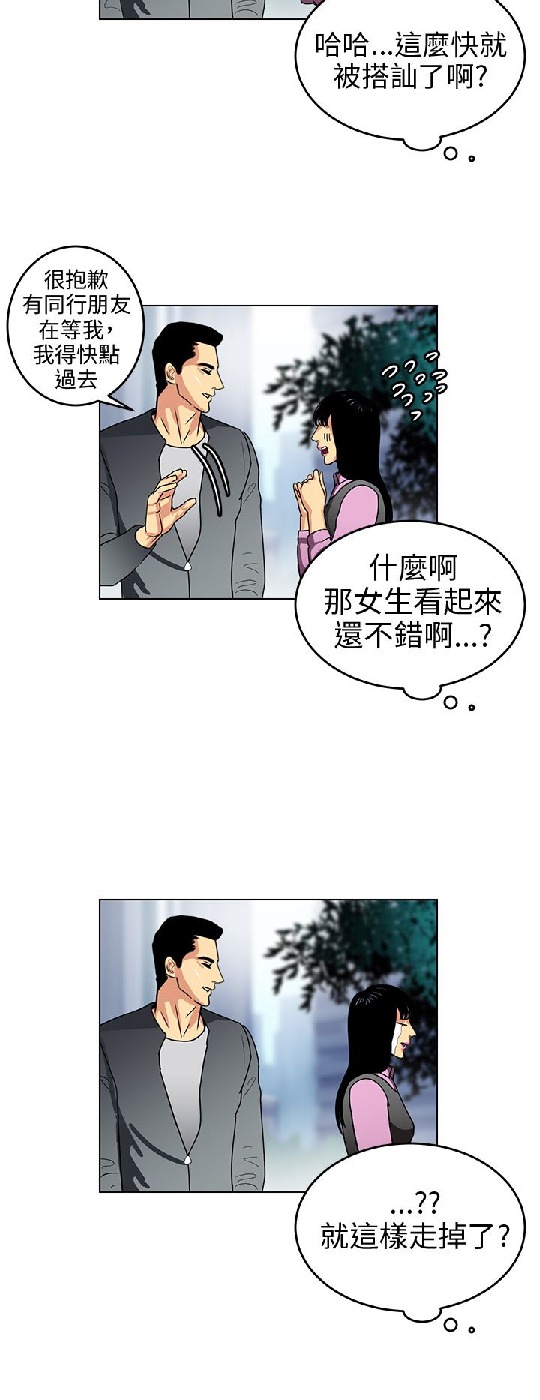 哈哈...這麼快就
被搭訕了啊?
很抱歉
有同行朋友
在等我，
我得快點
過去
什麼啊
那女生看起來
還不錯啊...?
...??
就這樣走掉了?